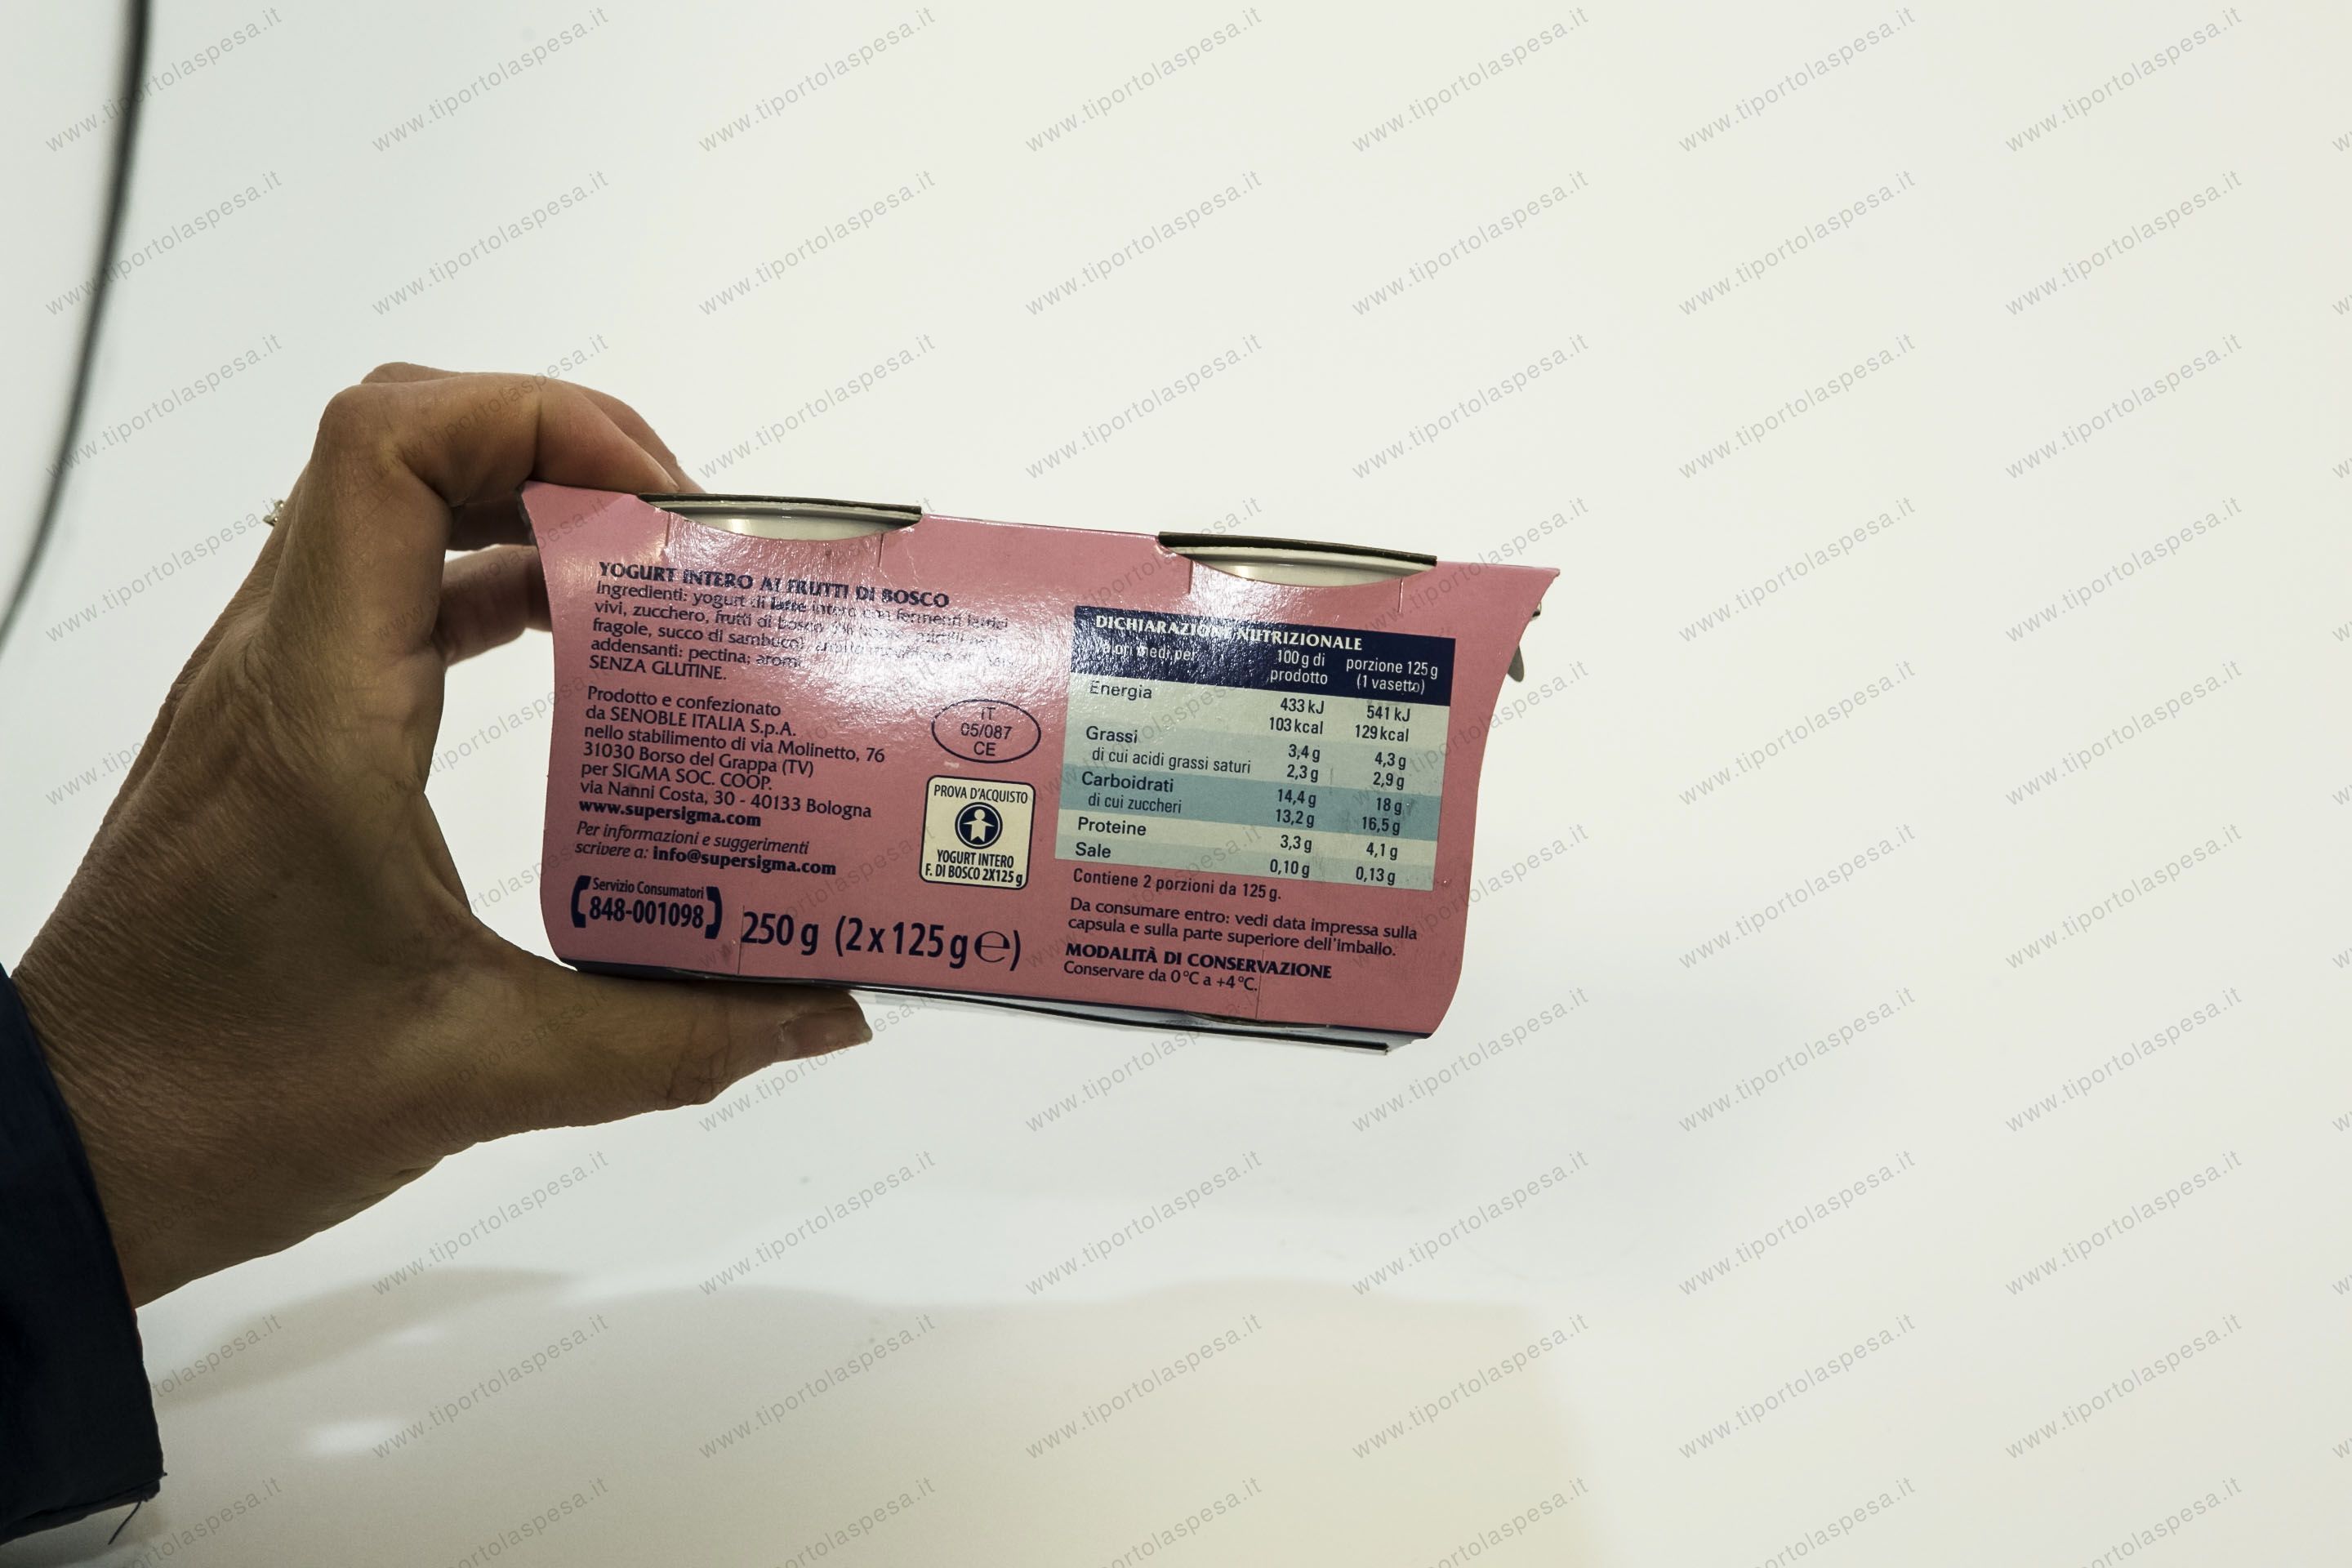 YOGURT INTERO AI FRUTTI DI BOSCO
Ingredienti: yogurt di latte intero con fermenti lattici
vivi, zucchero, frutti di bosco
fragole, succo di sambuco)
addensanti: pectina; aromi.
SENZA GLUTINE.
Prodotto e confezionato
da SENOBLE ITALIA S.p.A.
nello stabilimento di via Molinetto, 76
31030 Borso del Grappa (TV)
per SIGMA SOC. COOP.
via Nanni Costa, 30 - 40133 Bologna
www.supersigma.com
Per informazioni e suggerimenti
scrivere a: info@supersigma.com
Servizio Consumatori
848-001098
250 g (2 x 125 g ℮)
IT
05/087
CE
PROVA D'ACQUISTO
YOGURT INTERO
F. DI BOSCO 2X125 g
DICHIARAZIONE NUTRIZIONALE
Valori medi per 100 g di prodotto porzione 125 g (1 vasetto)
Energia 433 kJ 541 kJ
103 kcal 129 kcal
Grassi 3,4 g 4,3 g
di cui acidi grassi saturi 2,3 g 2,9 g
Carboidrati 14,4 g 18 g
di cui zuccheri 13,2 g 16,5 g
Proteine 3,3 g 4,1 g
Sale 0,10 g 0,13 g
Contiene 2 porzioni da 125 g.
Da consumare entro: vedi data impressa sulla
capsula e sulla parte superiore dell'imballo.
MODALITÀ DI CONSERVAZIONE
Conservare da 0 °C a +4 °C.
www.tiportolaspesa.it